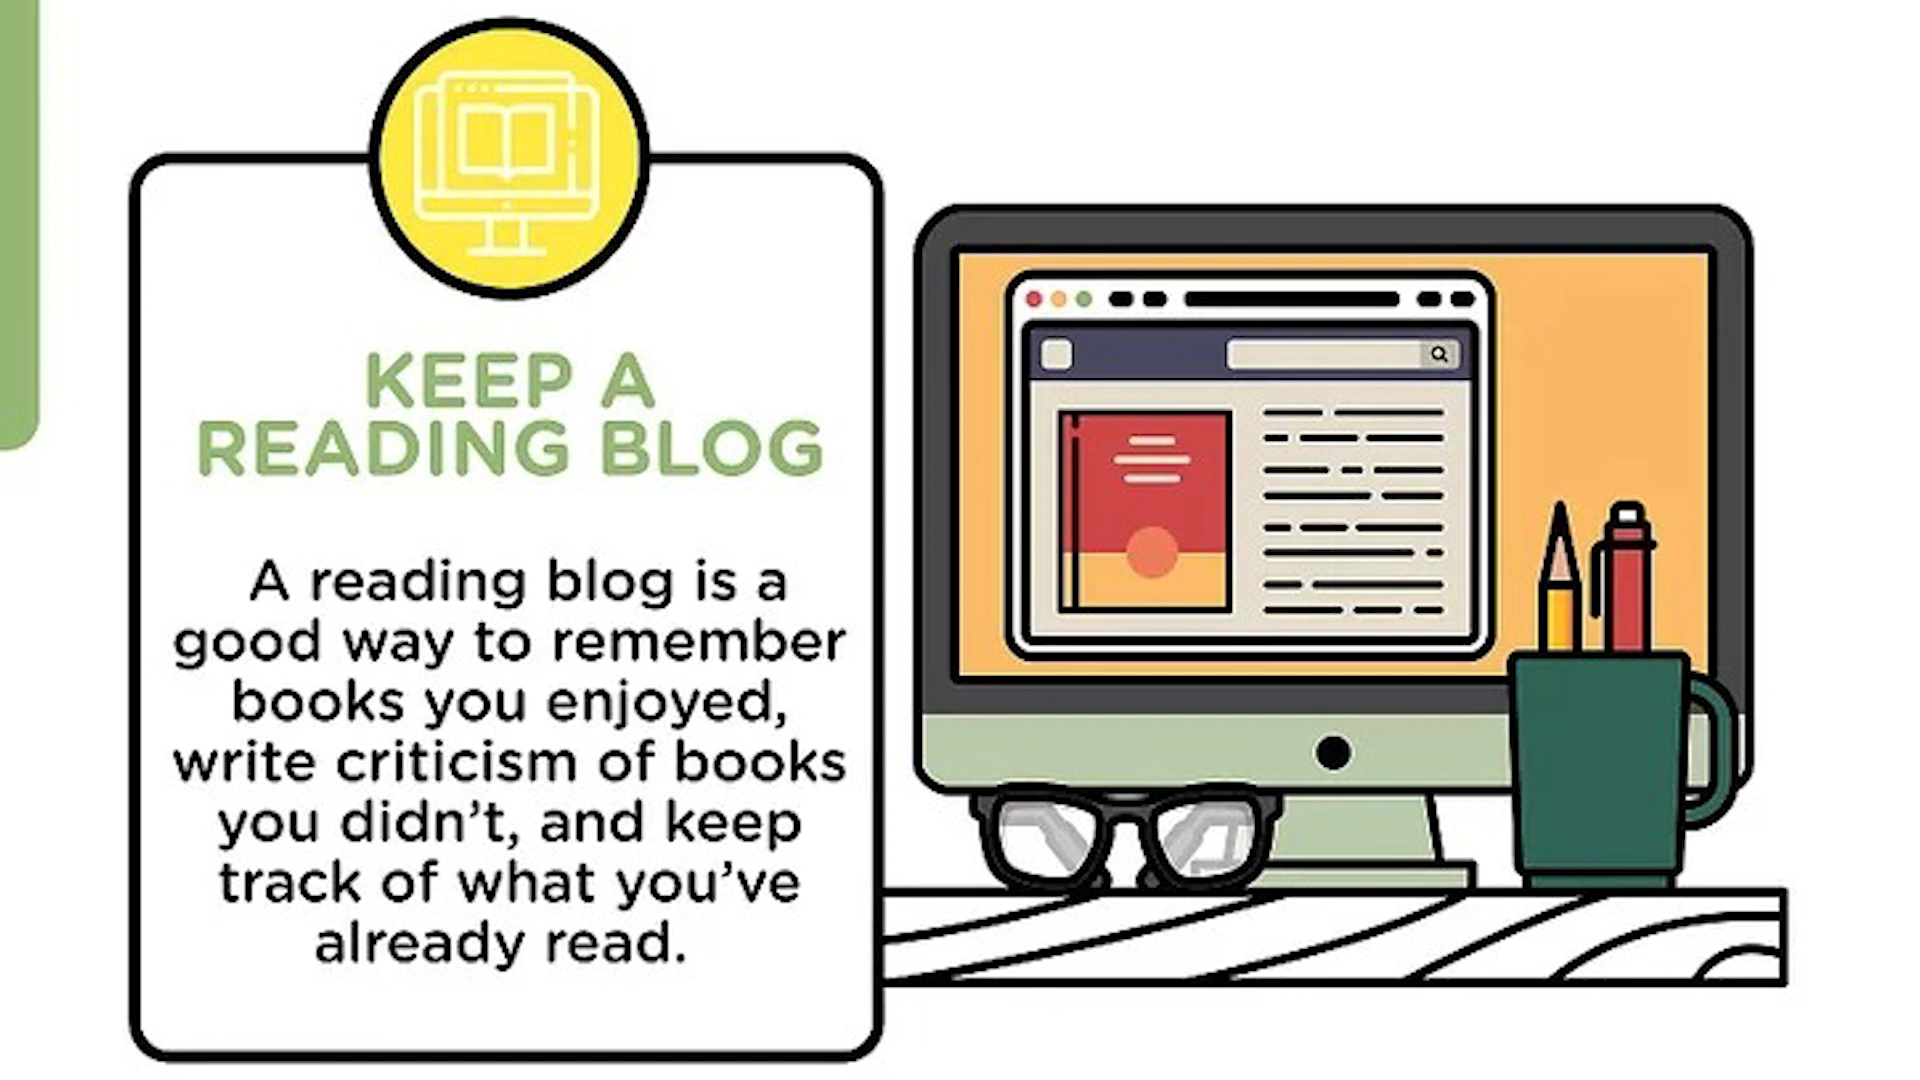 KEEP A
READING BLOG
A reading blog is a
good way to remember
books you enjoyed,
write criticism of books
you didn't, and keep
track of what you've
already read.